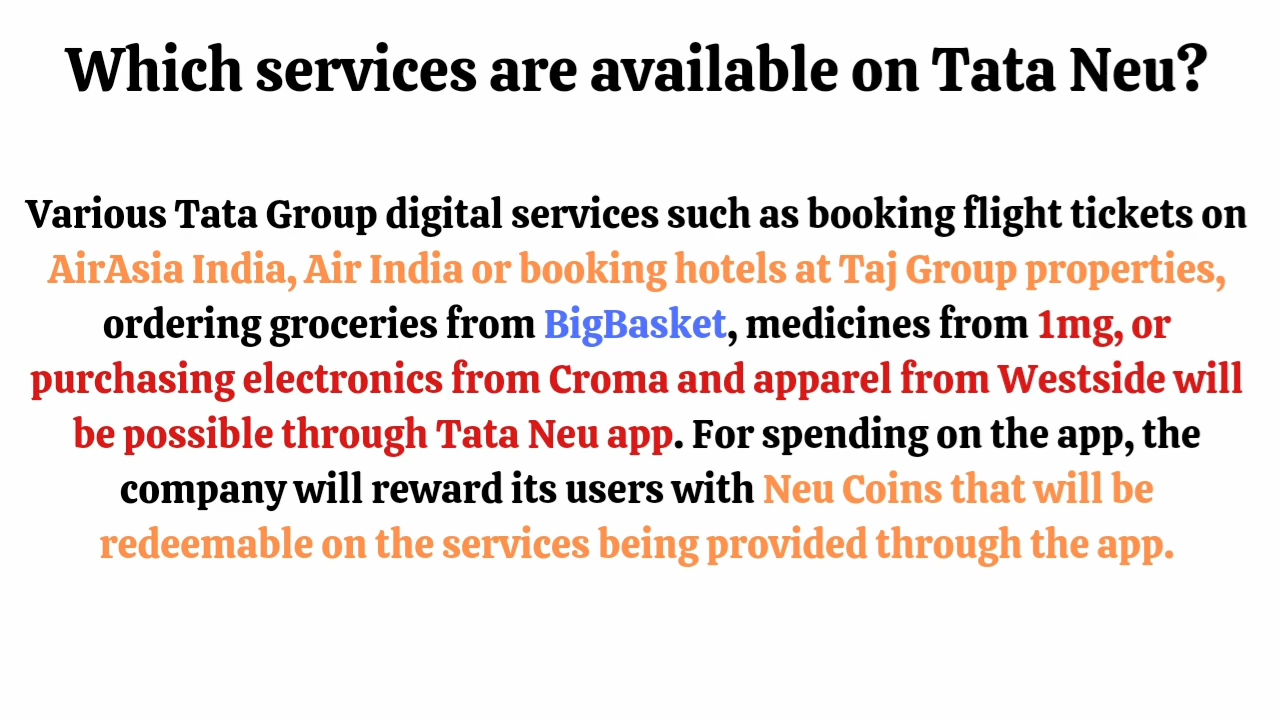 Which services are available on Tata Neu?
Various Tata Group digital services such as booking flight tickets on
AirAsia India, Air India or booking hotels at Taj Group properties,
ordering groceries from BigBasket, medicines from 1mg, or
purchasing electronics from Croma and apparel from Westside will
be possible through Tata Neu app. For spending on the app, the
company will reward its users with Neu Coins that will be
redeemable on the services being provided through the app.